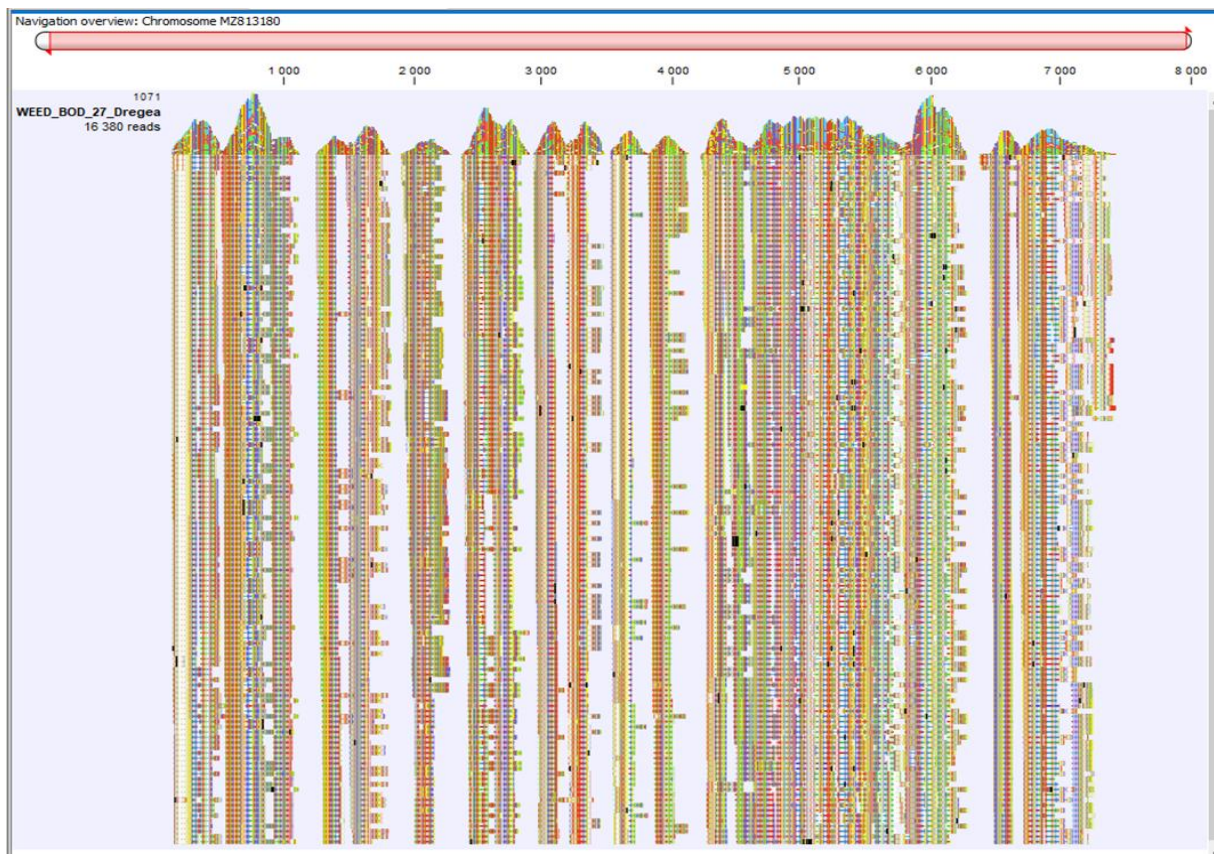 Navigation overview: Chromosome MZ813180
1 000 2 000 3 000 4 000 5 000 6 000 7 000 8 000
1071
WEED_BOD_27_Dregea
16 380 reads